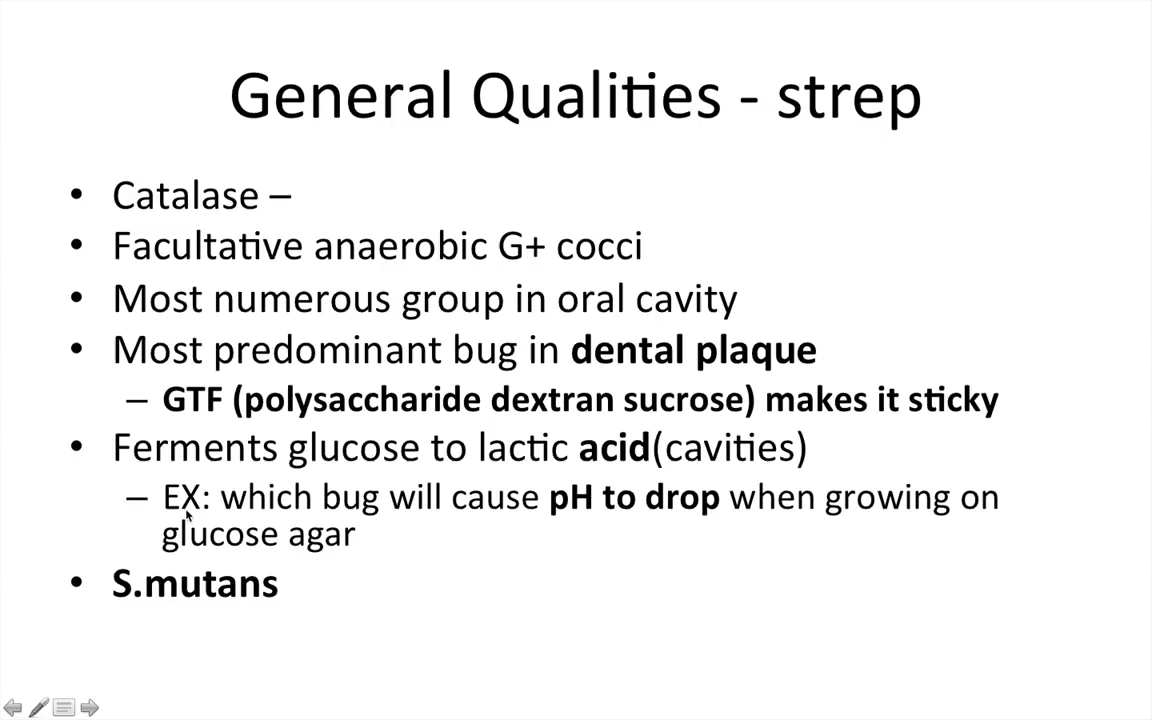 General Qualities - strep
• Catalase –
• Facultative anaerobic G+ cocci
• Most numerous group in oral cavity
• Most predominant bug in dental plaque
– GTF (polysaccharide dextran sucrose) makes it sticky
• Ferments glucose to lactic acid(cavities)
– EX: which bug will cause pH to drop when growing on
glucose agar
• S.mutans